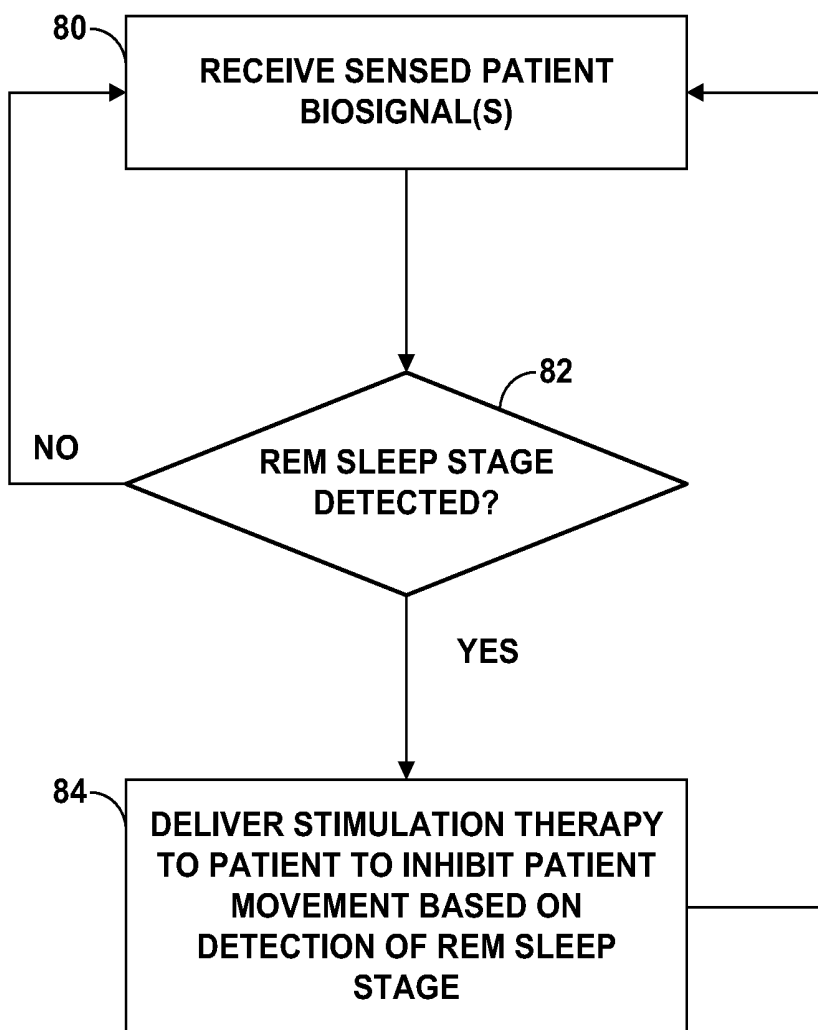 80
RECEIVE SENSED PATIENT
BIOSIGNAL(S)
82
REM SLEEP STAGE
DETECTED?
NO
YES
84
DELIVER STIMULATION THERAPY
TO PATIENT TO INHIBIT PATIENT
MOVEMENT BASED ON
DETECTION OF REM SLEEP
STAGE